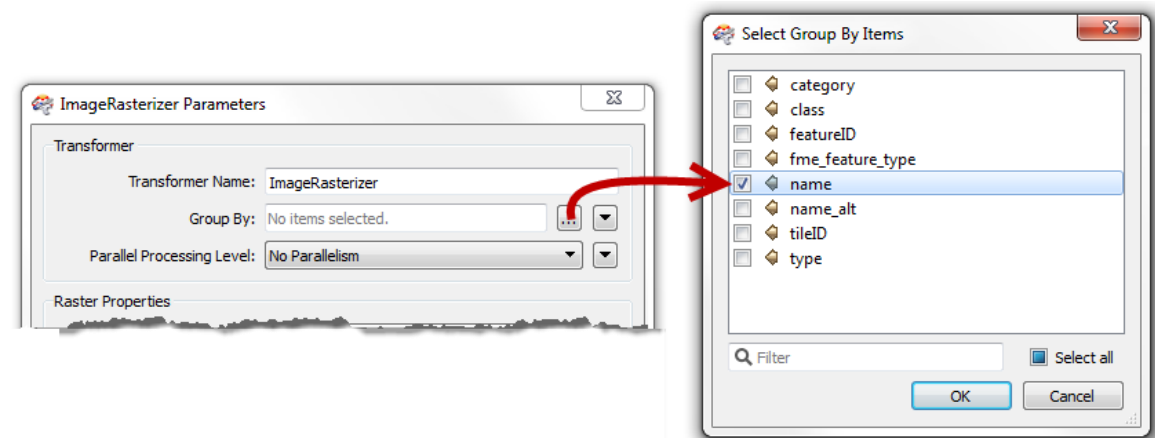 ImageRasterizer Parameters
Transformer
Transformer Name: ImageRasterizer
Group By: No items selected. ...
Parallel Processing Level: No Parallelism
Raster Properties
Select Group By Items
category
class
featureID
fme_feature_type
name
name_alt
tileID
type
Filter
Select all
OK Cancel